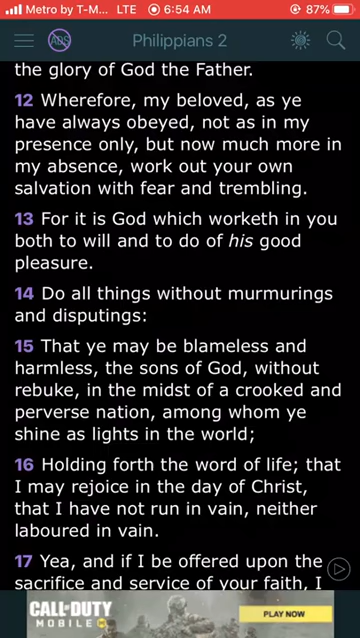 Metro by T-M... LTE 6:54 AM 87%
ADS Philippians 2
the glory of God the Father.
12 Wherefore, my beloved, as ye
have always obeyed, not as in my
presence only, but now much more in
my absence, work out your own
salvation with fear and trembling.
13 For it is God which worketh in you
both to will and to do of his good
pleasure.
14 Do all things without murmurings
and disputings:
15 That ye may be blameless and
harmless, the sons of God, without
rebuke, in the midst of a crooked and
perverse nation, among whom ye
shine as lights in the world;
16 Holding forth the word of life; that
I may rejoice in the day of Christ,
that I have not run in vain, neither
laboured in vain.
17 Yea, and if I be offered upon the
sacrifice and service of your faith, I
CALL OF DUTY
MOBILE
PLAY NOW